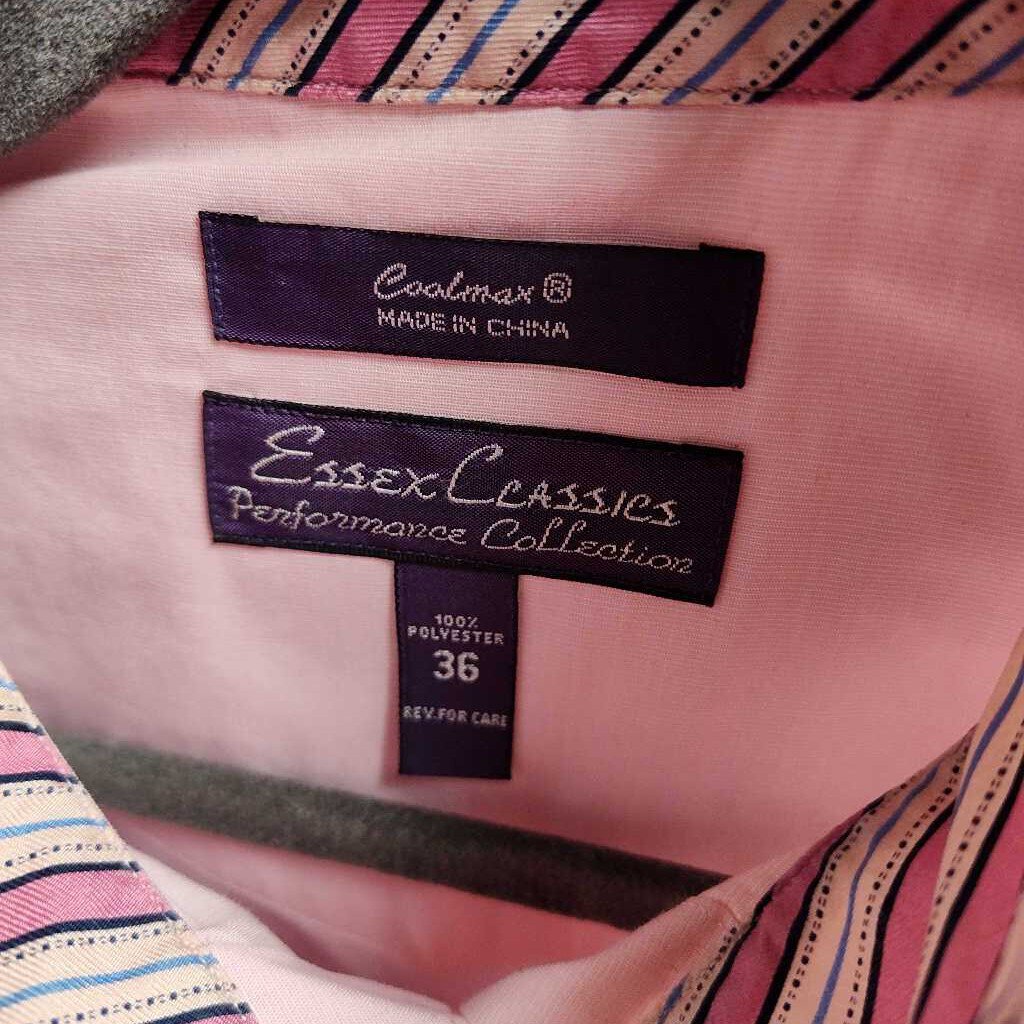 Coolmax ®
MADE IN CHINA
ESSEX CLASSICS
Performance Collection
100%
POLYESTER
36
REV.FOR CARE